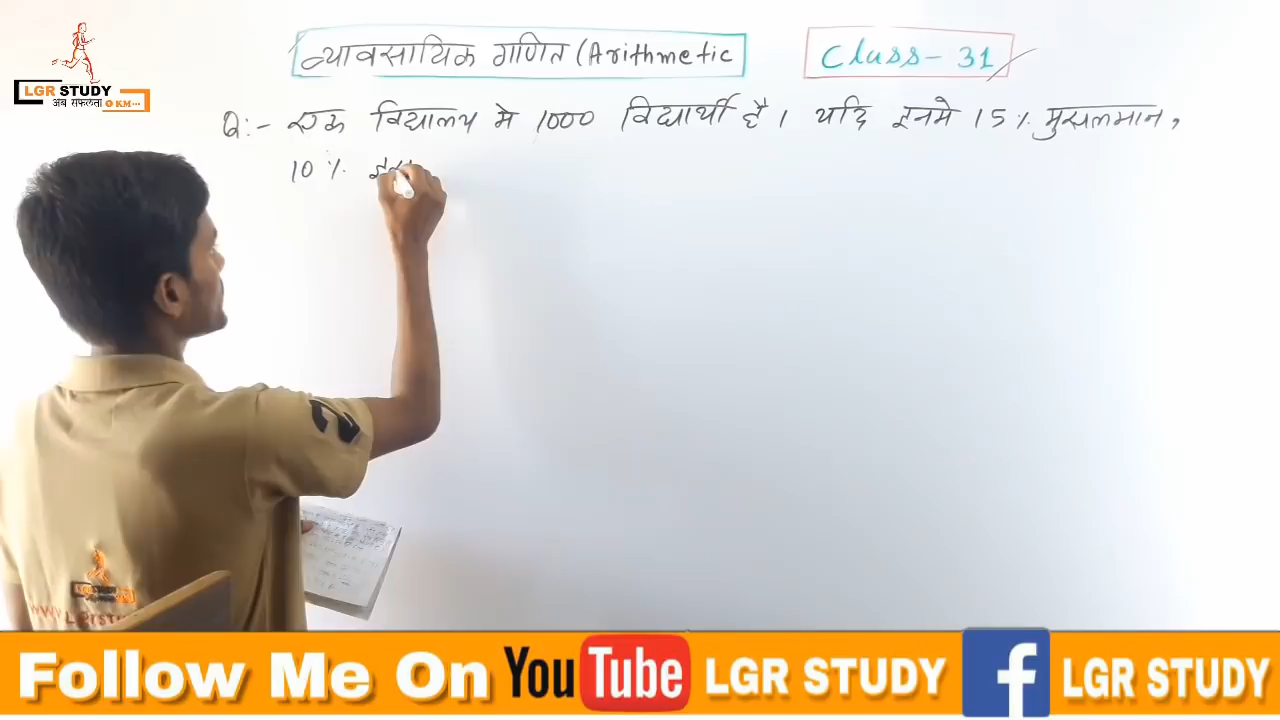 LGR STUDY
अब सफलता 0 KM...
व्यावसायिक गणित (Arithmetic
Class- 31
Q:- एक विद्यालय मे 1000 विद्यार्थी है । यदि इनमे 15% मुसलमान,
10%
Follow Me On YouTube LGR STUDY f LGR STUDY